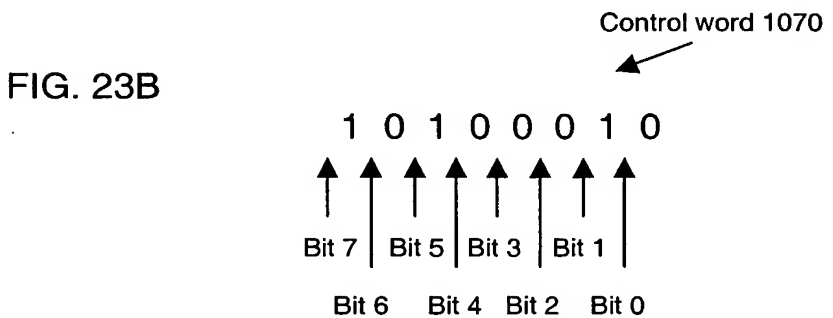 Control word 1070
FIG. 23B
1 0 1 0 0 0 1 0
Bit 7 Bit 5 Bit 3 Bit 1
Bit 6 Bit 4 Bit 2 Bit 0